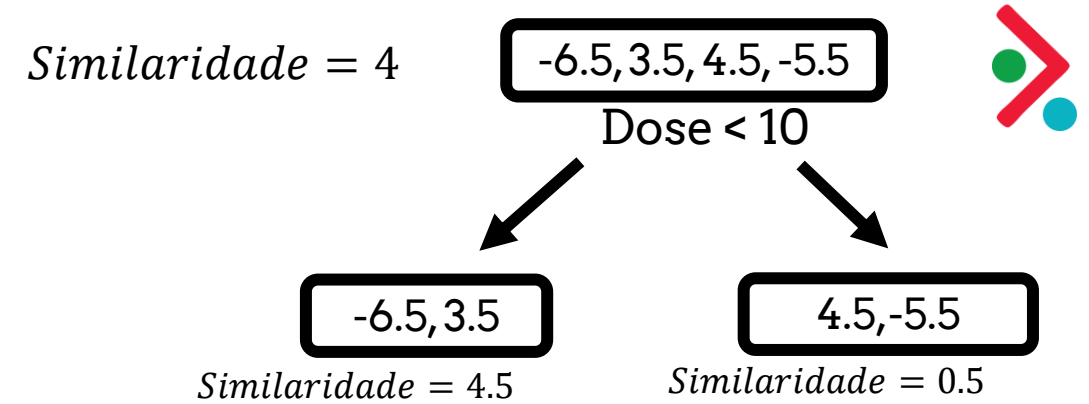 Similaridade = 4
-6.5, 3.5, 4.5, -5.5
Dose < 10
-6.5, 3.5
4.5,-5.5
Similaridade = 4.5
Similaridade = 0.5